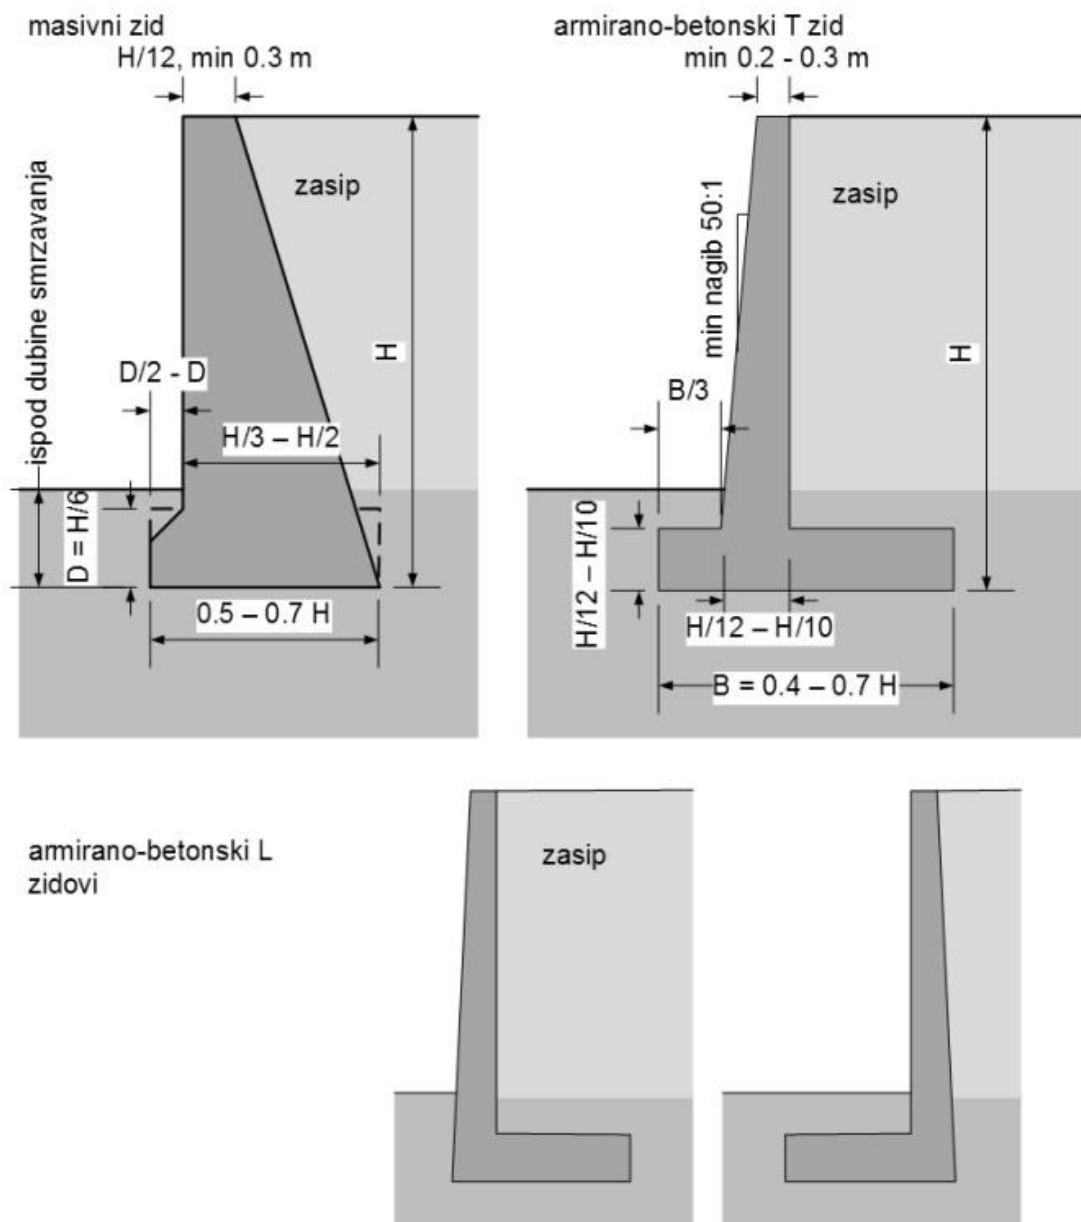 masivni zid
H/12, min 0.3 m
ispod dubine smrzavanja
zasip
H
D/2 - D
H/3 – H/2
D = H/6
0.5 – 0.7 H
armirano-betonski T zid
min 0.2 - 0.3 m
min nagib 50:1
zasip
H
B/3
H/12 – H/10
H/12 – H/10
B = 0.4 – 0.7 H
armirano-betonski L
zidovi
zasip